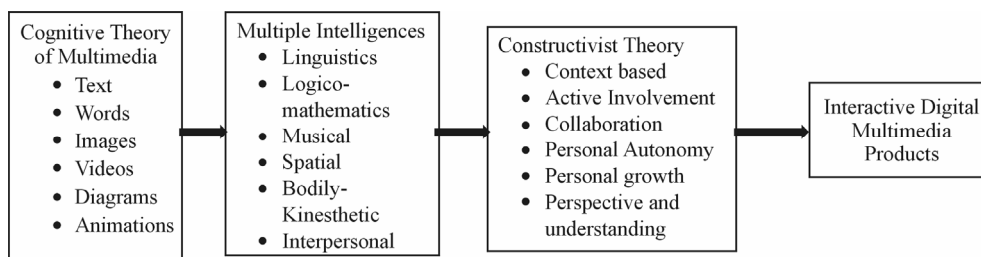 Cognitive Theory
of Multimedia
• Text
• Words
• Images
• Videos
• Diagrams
• Animations
Multiple Intelligences
• Linguistics
• Logico-
mathematics
• Musical
• Spatial
• Bodily-
Kinesthetic
• Interpersonal
Constructivist Theory
• Context based
• Active Involvement
• Collaboration
• Personal Autonomy
• Personal growth
• Perspective and
understanding
Interactive Digital
Multimedia
Products